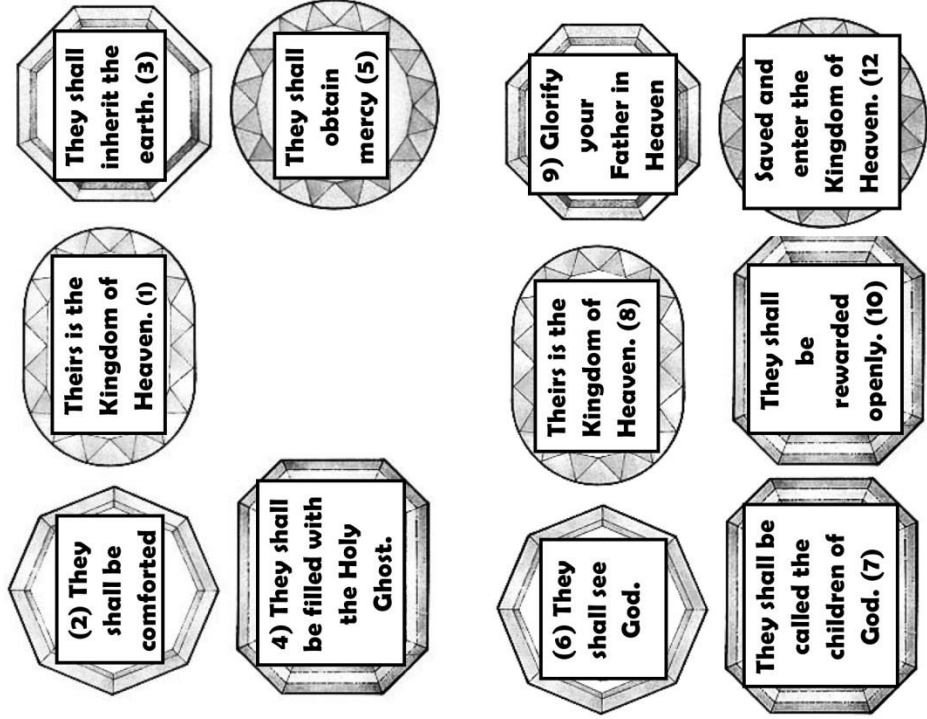 (2) They
shall be
comforted
Theirs is the
Kingdom of
Heaven. (1)
They shall
inherit the
earth. (3)
4) They shall
be filled with
the Holy
Ghost.
They shall
obtain
mercy (5)
(6) They
shall see
God.
Theirs is the
Kingdom of
Heaven. (8)
9) Glorify
your
Father in
Heaven
They shall be
called the
children of
God. (7)
They shall
be
rewarded
openly. (10)
Saved and
enter the
Kingdom of
Heaven. (12